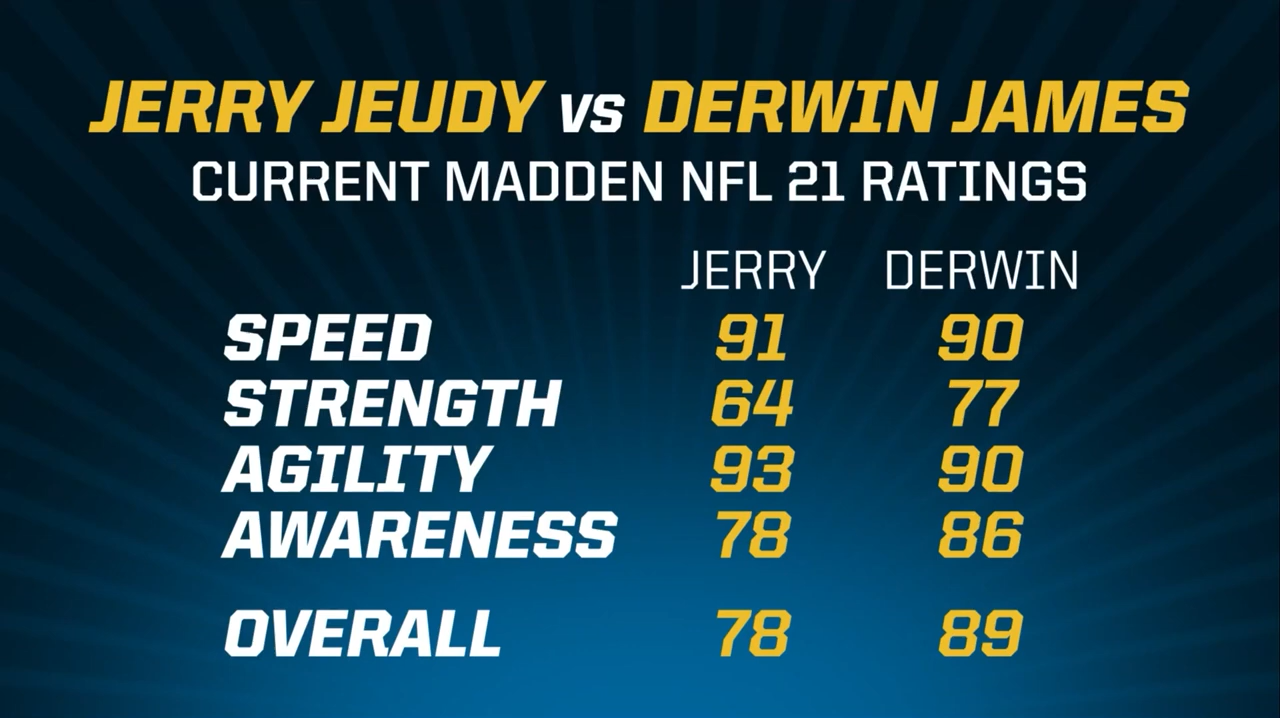 JERRY JEUDY VS DERWIN JAMES
CURRENT MADDEN NFL 21 RATINGS
JERRY DERWIN
SPEED 91 90
STRENGTH 64 77
AGILITY 93 90
AWARENESS 78 86
OVERALL 78 89